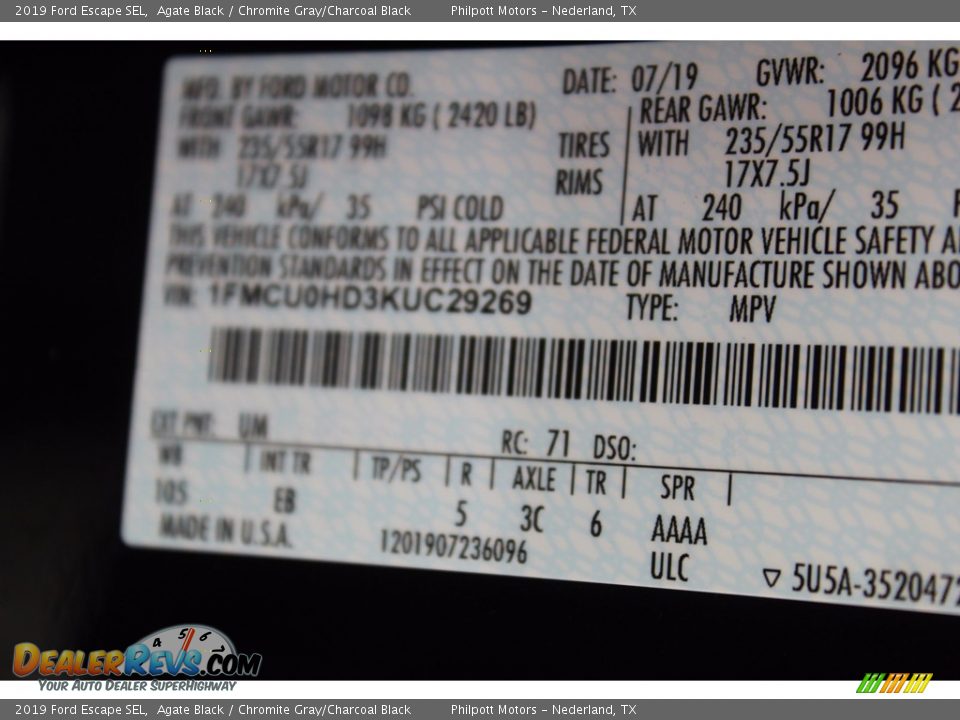 2019 Ford Escape SEL, Agate Black / Chromite Gray/Charcoal Black Philpott Motors - Nederland, TX
MFD. BY FORD MOTOR CO. DATE: 07/19 GVWR: 2096 KG
FRONT GAWR: 1098 KG ( 2420 LB) REAR GAWR: 1006 KG ( 2
WITH 235/55R17 99H TIRES WITH 235/55R17 99H
17X7.5J RIMS 17X7.5J
AT 240 kPa/ 35 PSI COLD AT 240 kPa/ 35
THIS VEHICLE CONFORMS TO ALL APPLICABLE FEDERAL MOTOR VEHICLE SAFETY
PREVENTION STANDARDS IN EFFECT ON THE DATE OF MANUFACTURE SHOWN ABO
VIN: 1FMCU0HD3KUC29269 TYPE: MPV
EXT PNT: UM RC: 71 DSO:
WB INT TR TP/PS R AXLE TR SPR
105 EB 5 3C 6 AAAA
MADE IN U.S.A. 1201907236096 ULC 5U5A-3520472
4 5 6
DEALERREVS.COM
YOUR AUTO DEALER SUPERHIGHWAY
2019 Ford Escape SEL, Agate Black / Chromite Gray/Charcoal Black Philpott Motors - Nederland, TX